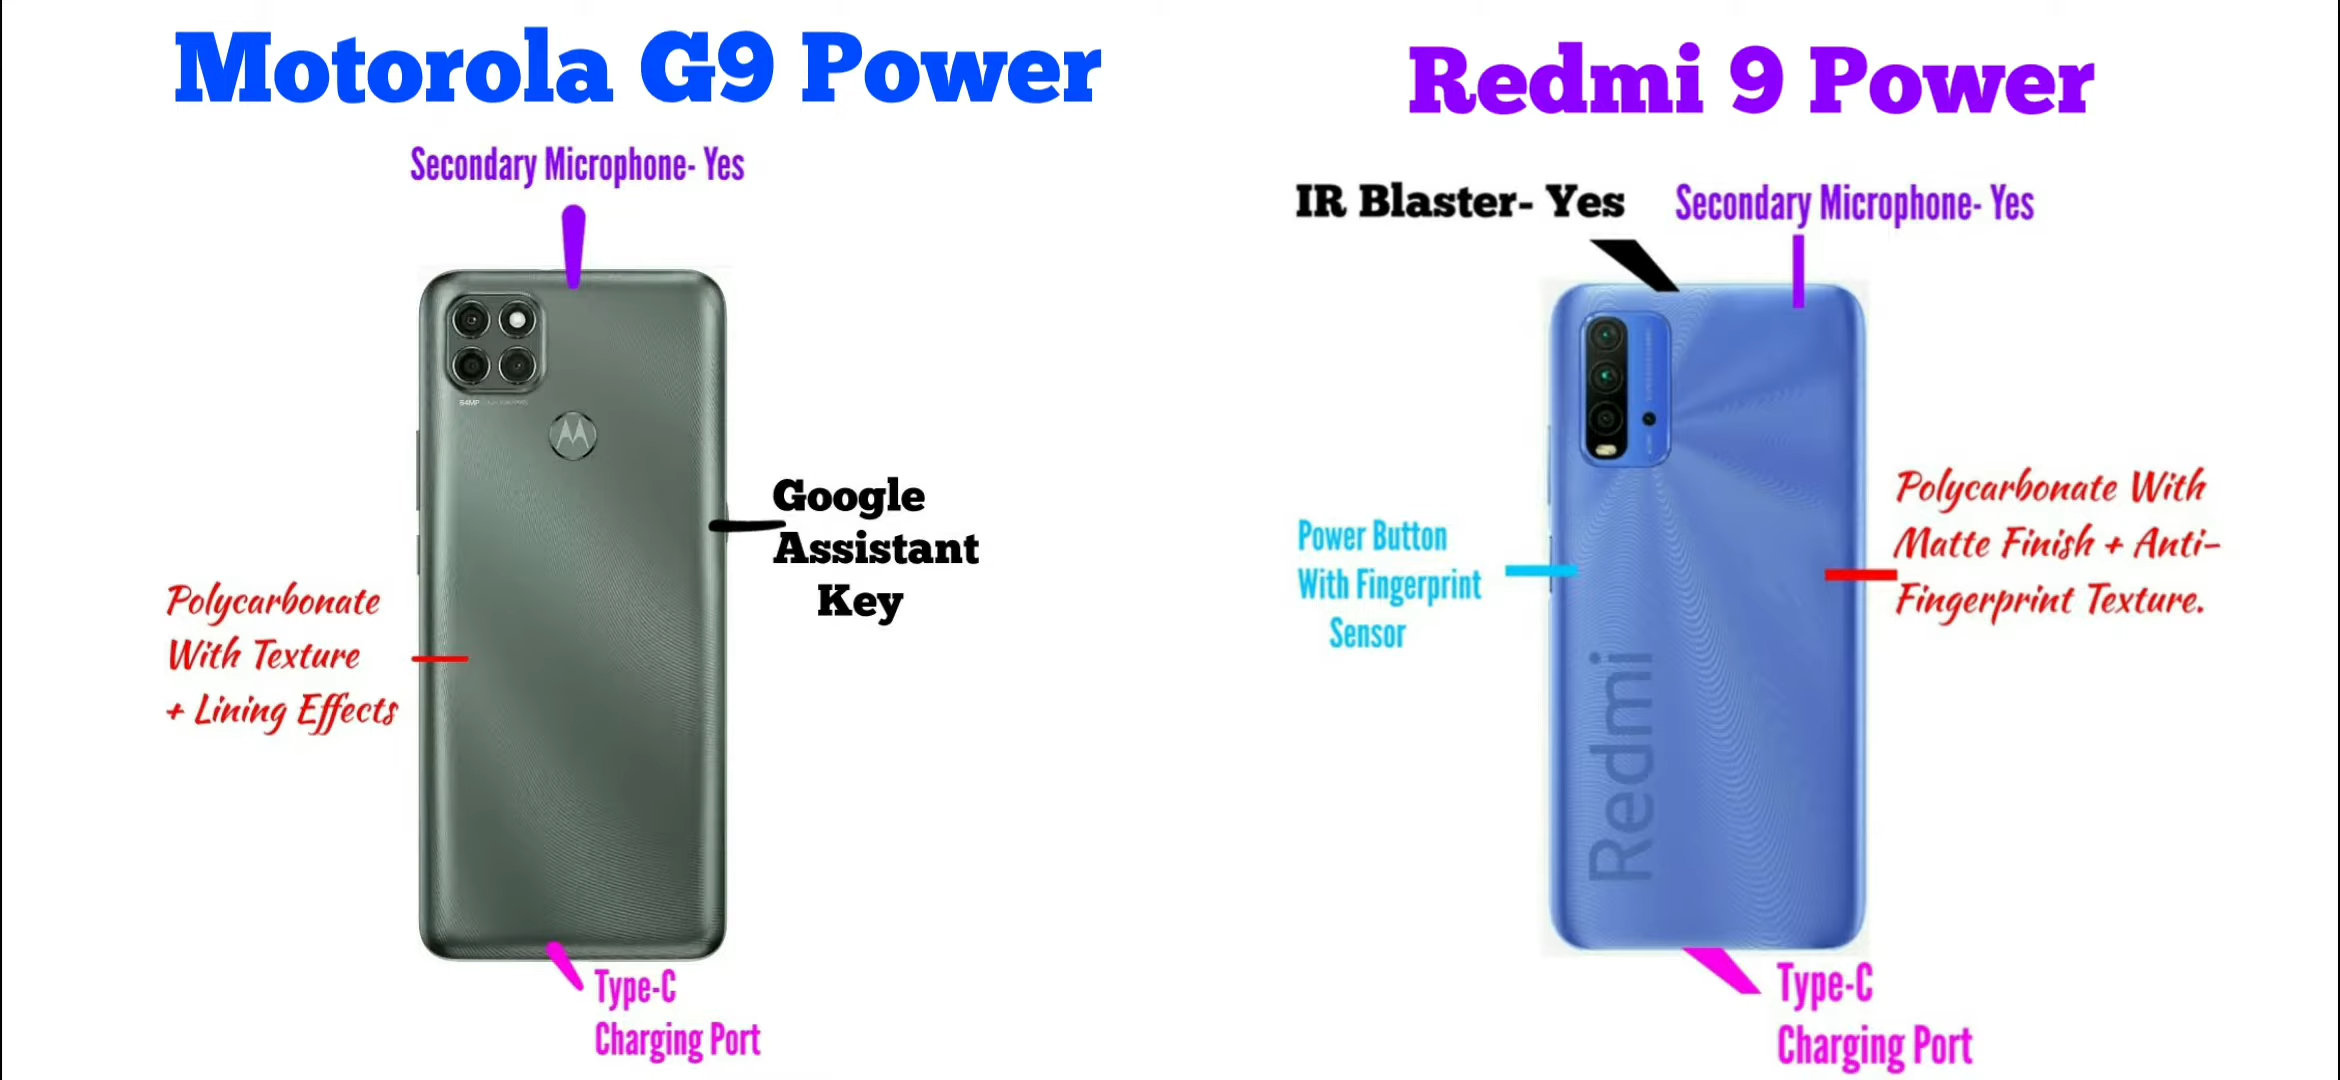 Motorola G9 Power
Secondary Microphone- Yes
64MP
Google
Assistant
Key
Polycarbonate
With Texture
+ Lining Effects
Type-C
Charging Port
Redmi 9 Power
IR Blaster- Yes
Secondary Microphone- Yes
Power Button
With Fingerprint
Sensor
Polycarbonate With
Matte Finish + Anti-
Fingerprint Texture.
Redmi
Type-C
Charging Port